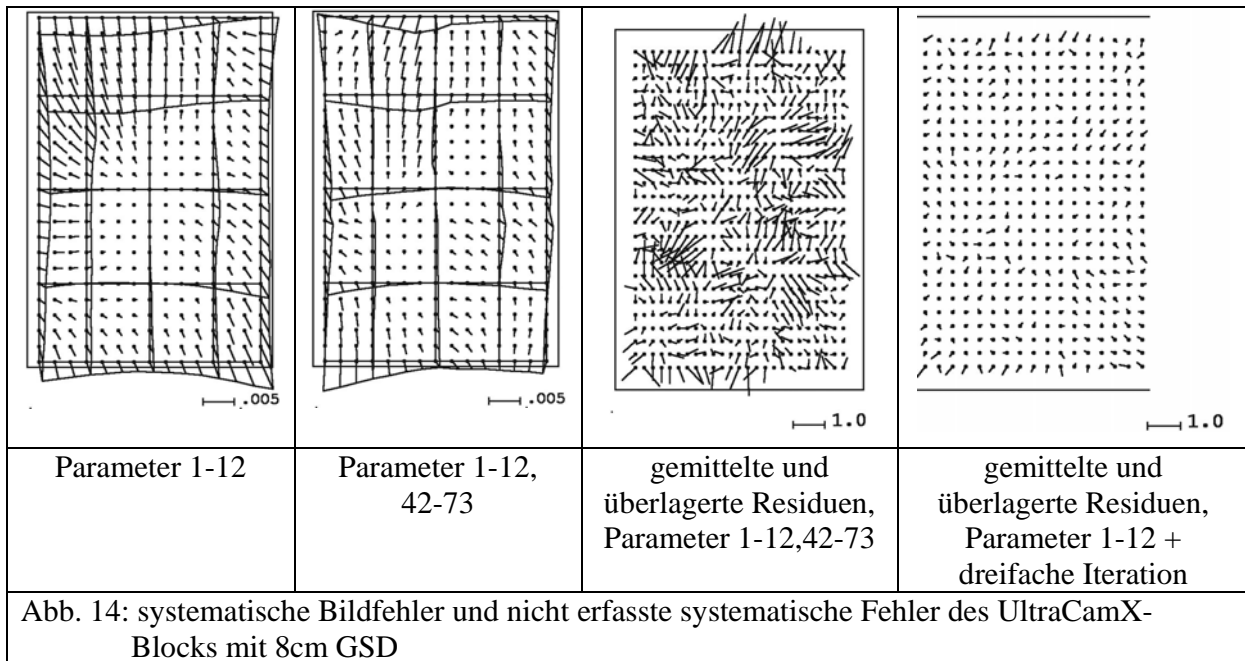 .005
.005
1.0
1.0
Parameter 1-12
Parameter 1-12,
42-73
gemittelte und
überlagerte Residuen,
Parameter 1-12,42-73
gemittelte und
überlagerte Residuen,
Parameter 1-12 +
dreifache Iteration
Abb. 14: systematische Bildfehler und nicht erfasste systematische Fehler des UltraCamX-
Blocks mit 8cm GSD